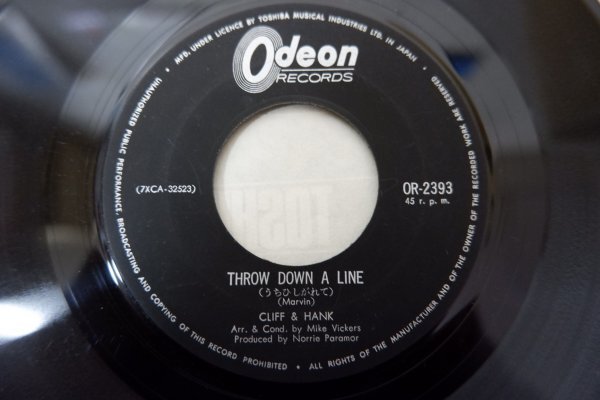 MFD. UNDER LICENCE BY TOSHIBA MUSICAL INDUSTRIES LTD. IN JAPAN
Odeon
RECORDS
(7XCA-32523)
OR-2393
45 r.p.m.
THROW DOWN A LINE
(うちひしがれて)
(Marvin)
CLIFF & HANK
Arr. & Cond. by Mike Vickers
Produced by Norrie Paramor
UNAUTHORIZED PUBLIC PERFORMANCE, BROADCASTING AND COPYING OF THIS RECORD PROHIBITED • ALL RIGHTS OF THE MANUFACTURER AND OF THE OWNER OF THE RECORDED WORK ARE RESERVED